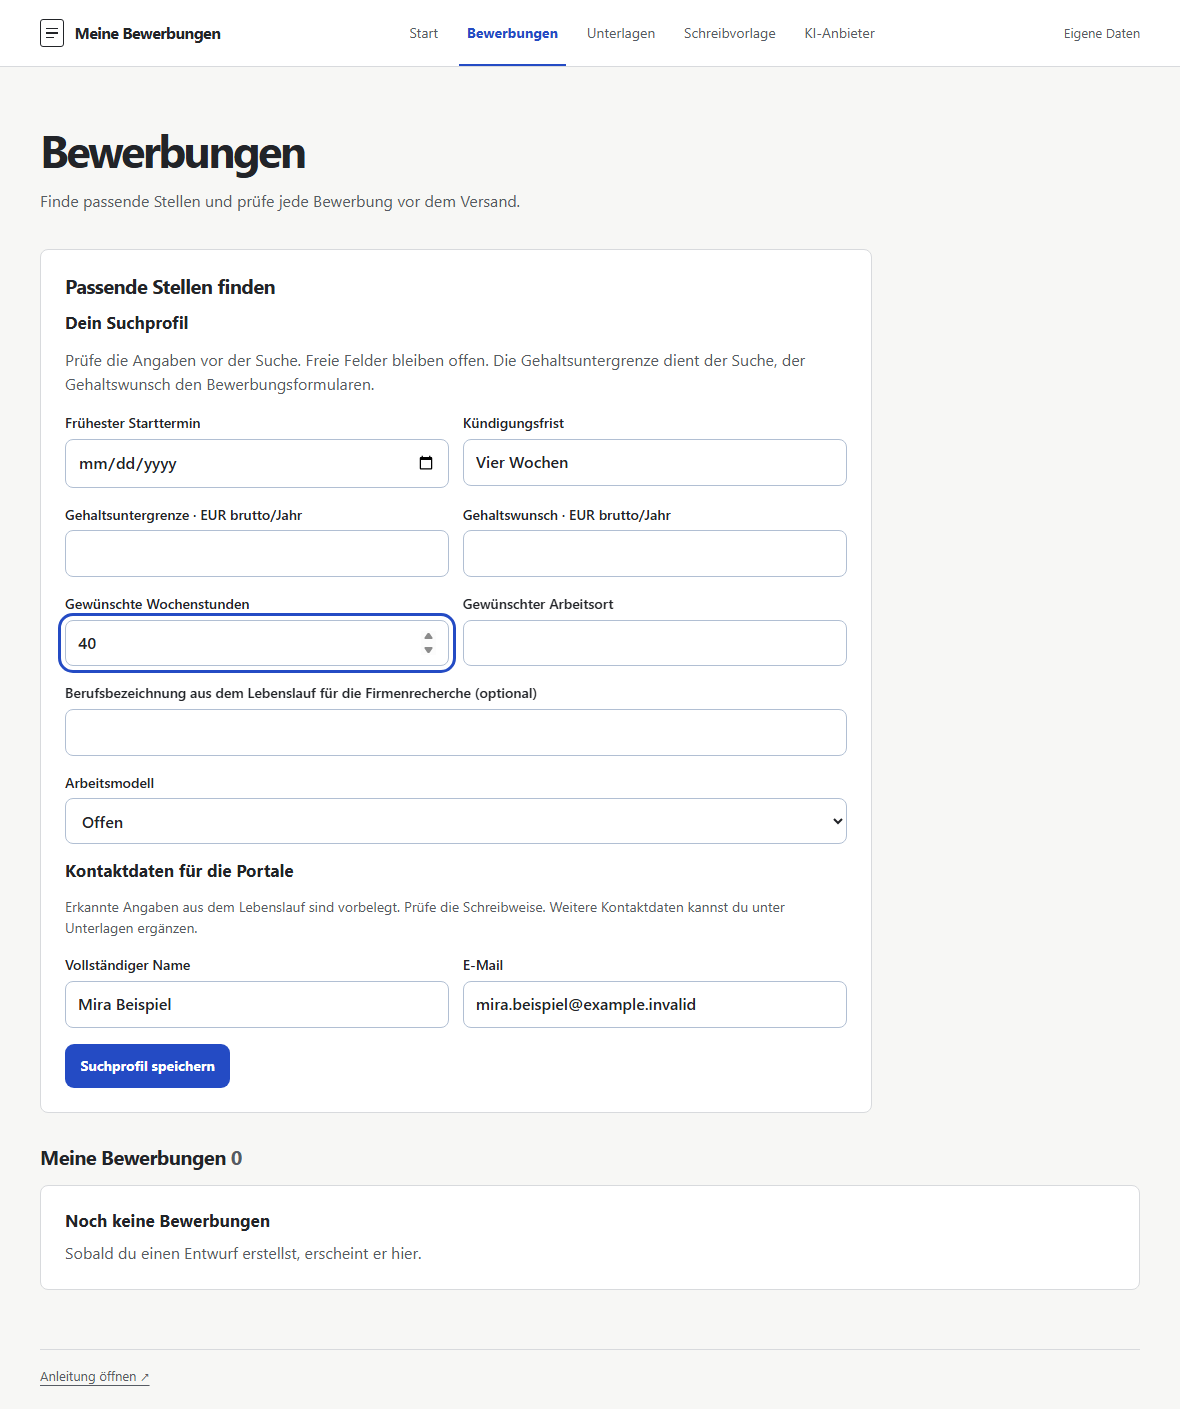 Meine Bewerbungen
Start
Bewerbungen
Unterlagen
Schreibvorlage
KI-Anbieter
Eigene Daten
Bewerbungen
Finde passende Stellen und prüfe jede Bewerbung vor dem Versand.
Passende Stellen finden
Dein Suchprofil
Prüfe die Angaben vor der Suche. Freie Felder bleiben offen. Die Gehaltsuntergrenze dient der Suche, der
Gehaltswunsch den Bewerbungsformularen.
Frühester Starttermin
mm/dd/yyyy
Kündigungsfrist
Vier Wochen
Gehaltsuntergrenze · EUR brutto/Jahr
Gehaltswunsch · EUR brutto/Jahr
Gewünschte Wochenstunden
40
Gewünschter Arbeitsort
Berufsbezeichnung aus dem Lebenslauf für die Firmenrecherche (optional)
Arbeitsmodell
Offen
Kontaktdaten für die Portale
Erkannte Angaben aus dem Lebenslauf sind vorbelegt. Prüfe die Schreibweise. Weitere Kontaktdaten kannst du unter
Unterlagen ergänzen.
Vollständiger Name
Mira Beispiel
E-Mail
mira.beispiel@example.invalid
Suchprofil speichern
Meine Bewerbungen 0
Noch keine Bewerbungen
Sobald du einen Entwurf erstellst, erscheint er hier.
Anleitung öffnen ↗